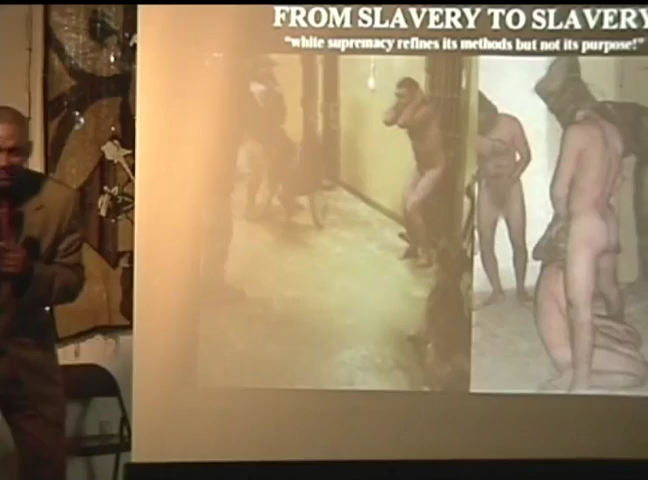 FROM SLAVERY TO SLAVERY
"white supremacy refines its methods but not its purpose!"